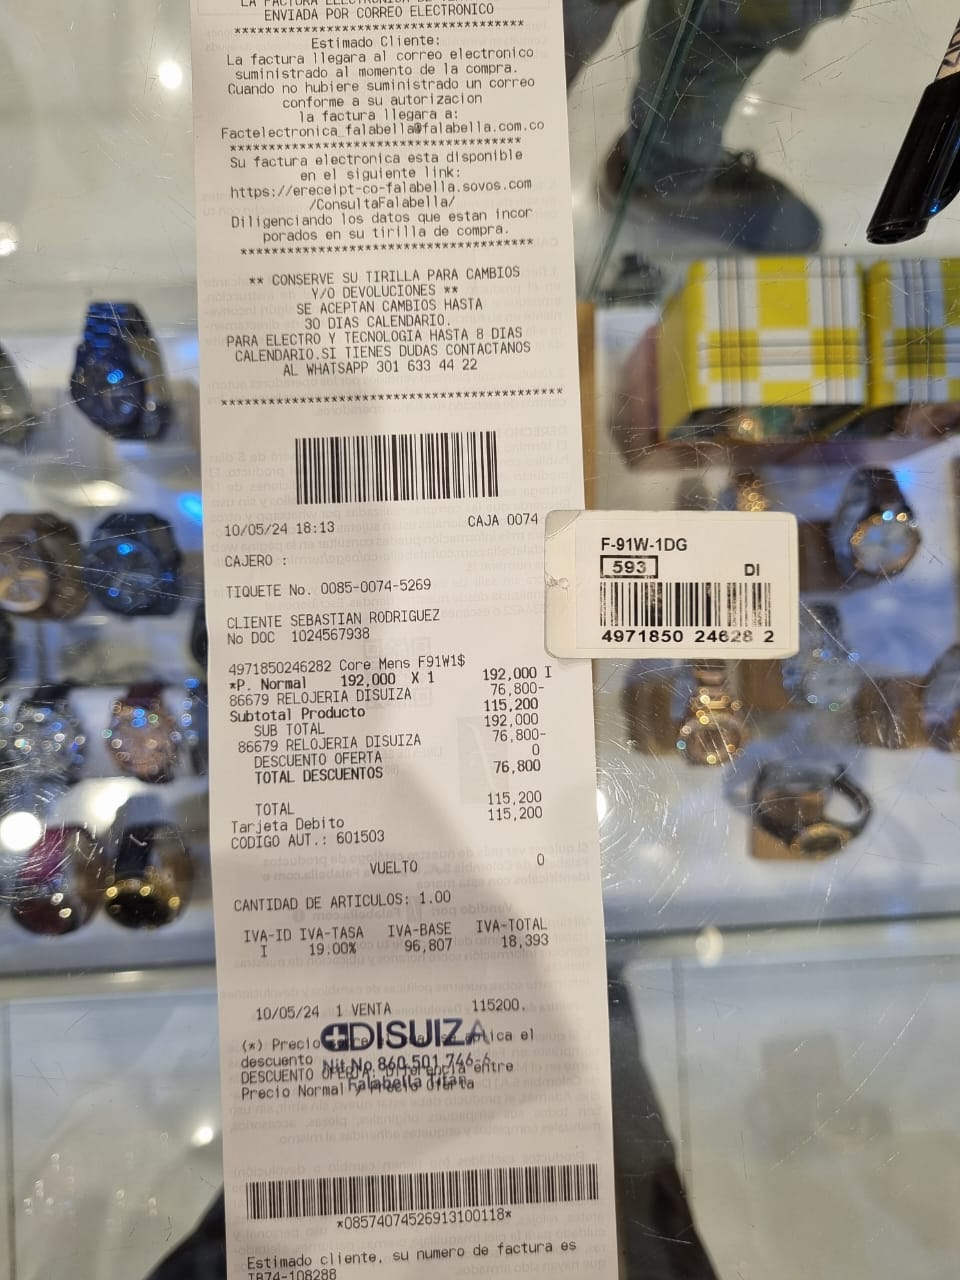 ENVIADA POR CORREO ELECTRONICO
************************************
Estimado Cliente:
La factura llegara al correo electronico
suministrado al momento de la compra.
Cuando no hubiere suministrado un correo
conforme a su autorizacion
la factura llegara a:
Factelectronica_falabella@falabella.com.co
************************************
Su factura electronica esta disponible
en el siguiente link:
https://ereceipt-co-falabella.sovos.com
/ConsultaFalabella/
Diligenciando los datos que estan incor
porados en su tirilla de compra.
************************************
** CONSERVE SU TIRILLA PARA CAMBIOS
Y/O DEVOLUCIONES **
SE ACEPTAN CAMBIOS HASTA
30 DIAS CALENDARIO.
PARA ELECTRO Y TECNOLOGIA HASTA 8 DIAS
CALENDARIO.SI TIENES DUDAS CONTACTANOS
AL WHATSAPP 301 633 44 22
******************************************
10/05/24 18:13 CAJA 0074
CAJERO :
TIQUETE No. 0085-0074-5269
CLIENTE SEBASTIAN RODRIGUEZ
No DOC 1024567938
4971850246282 Core Mens F91W1$
*P. Normal 192,000 X 1 192,000 I
86679 RELOJERIA DISUIZA 76,800-
Subtotal Producto 115,200
SUB TOTAL 192,000
86679 RELOJERIA DISUIZA 76,800-
DESCUENTO OFERTA 0
TOTAL DESCUENTOS 76,800
TOTAL 115,200
Tarjeta Debito 115,200
CODIGO AUT.: 601503
VUELTO 0
CANTIDAD DE ARTICULOS: 1.00
IVA-ID IVA-TASA IVA-BASE IVA-TOTAL
I 19.00% 96,807 18,393
10/05/24 1 VENTA 115200.
(*) Precio aplica el
descuento
DESCUENTO OFERTA: Diferencia entre
Precio Normal y Precio Oferta
DISUIZA
Nit No 860.501.746-6
Falabella Titan
*08574074526913100118*
Estimado cliente, su numero de factura es
TB74-108288
F-91W-1DG
593 DI
4971850 24628 2